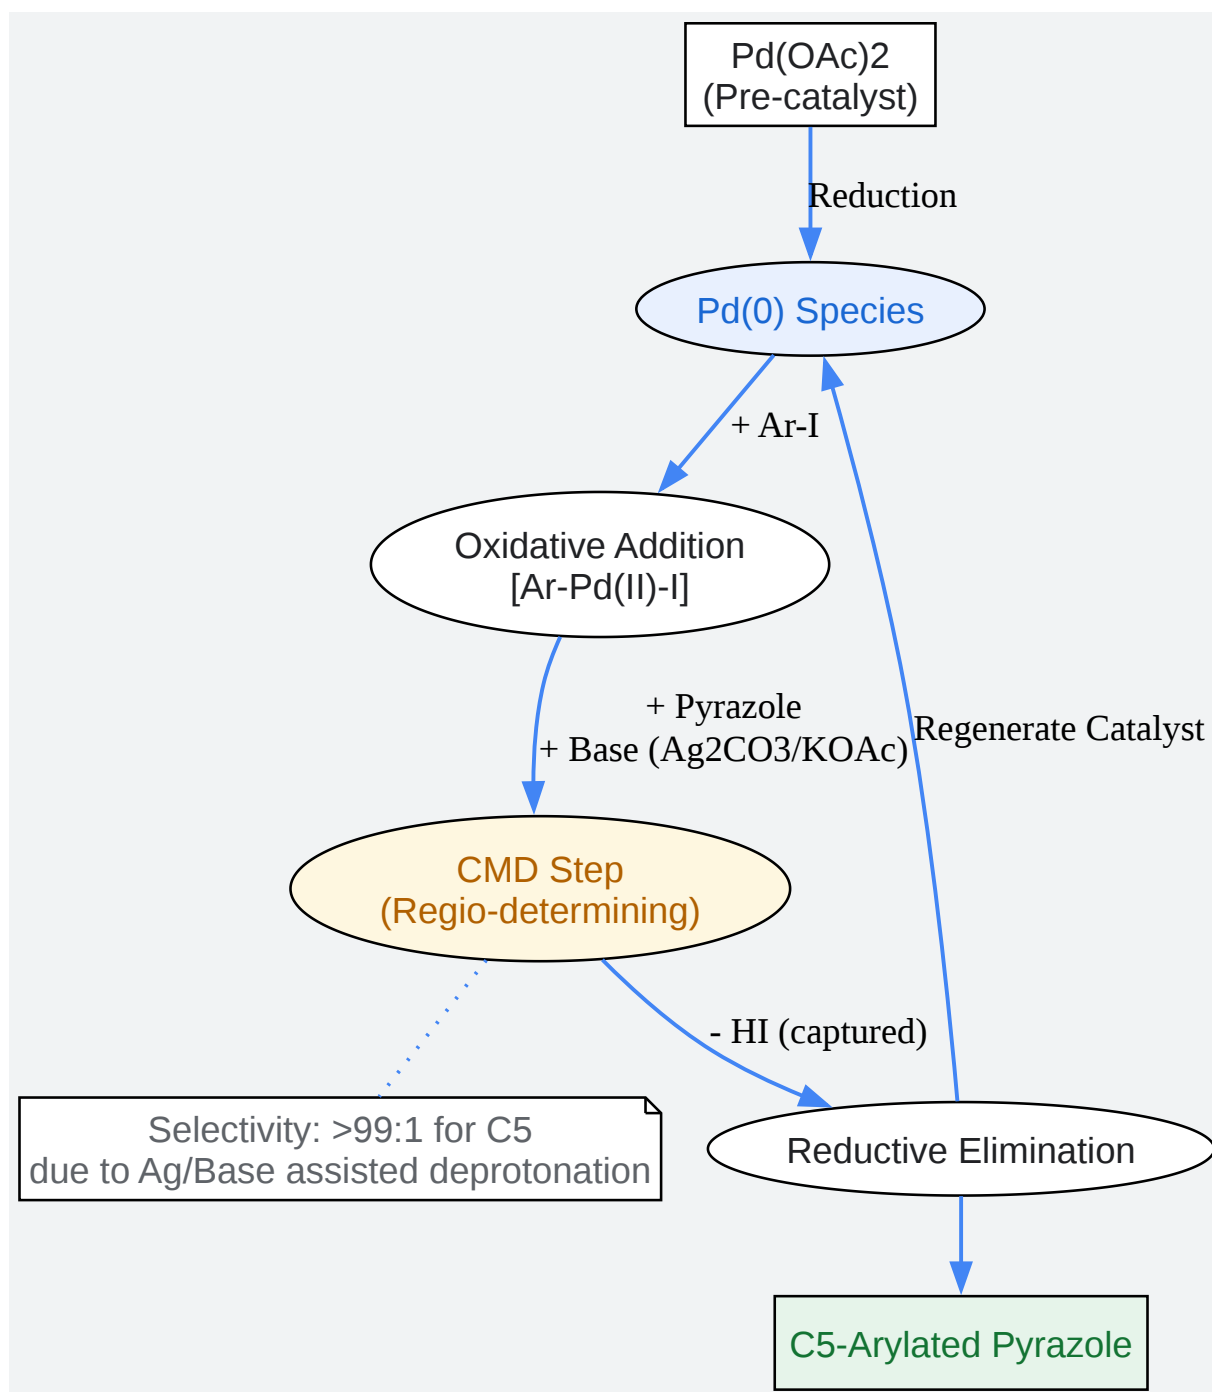 Pd(OAc)2
(Pre-catalyst)
Reduction
Pd(0) Species
+ Ar-I
Oxidative Addition
[Ar-Pd(II)-I]
+ Pyrazole
+ Base (Ag2CO3/KOAc)
Regenerate Catalyst
CMD Step
(Regio-determining)
- HI (captured)
Selectivity: >99:1 for C5
due to Ag/Base assisted deprotonation
Reductive Elimination
C5-Arylated Pyrazole